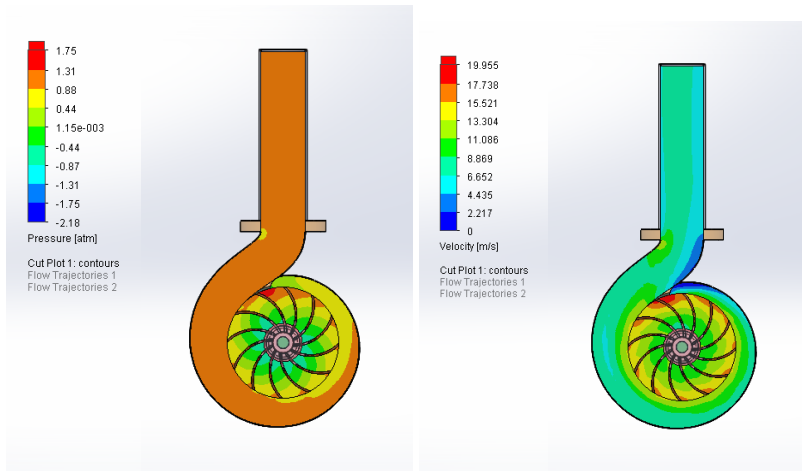 1.75
1.31
0.88
0.44
1.15e-003
-0.44
-0.87
-1.31
-1.75
-2.18
Pressure [atm]
Cut Plot 1: contours
Flow Trajectories 1
Flow Trajectories 2
19.955
17.738
15.521
13.304
11.086
8.869
6.652
4.435
2.217
0
Velocity [m/s]
Cut Plot 1: contours
Flow Trajectories 1
Flow Trajectories 2